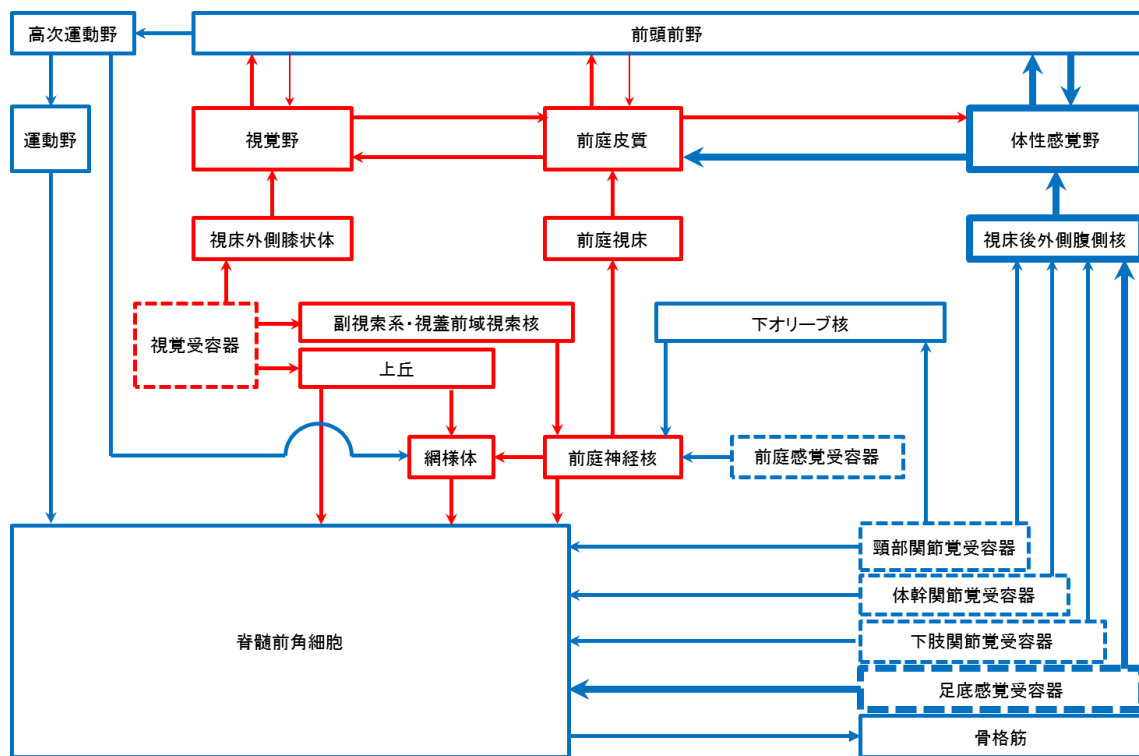 高次運動野
前頭前野
運動野
視覚野
前庭皮質
体性感覚野
視床外側膝状体
前庭視床
視床後外側腹側核
視覚受容器
副視索系・視蓋前域視索核
下オリーブ核
上丘
網様体
前庭神経核
前庭感覚受容器
頸部関節覚受容器
体幹関節覚受容器
脊髄前角細胞
下肢関節覚受容器
足底感覚受容器
骨格筋